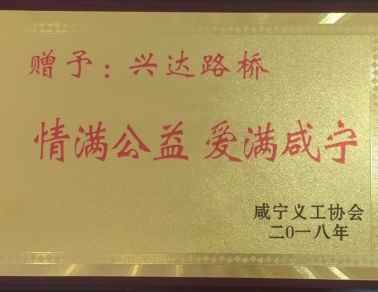 赠予：兴达路桥
情满公益 爱满咸宁
咸宁义工协会
二0一八年